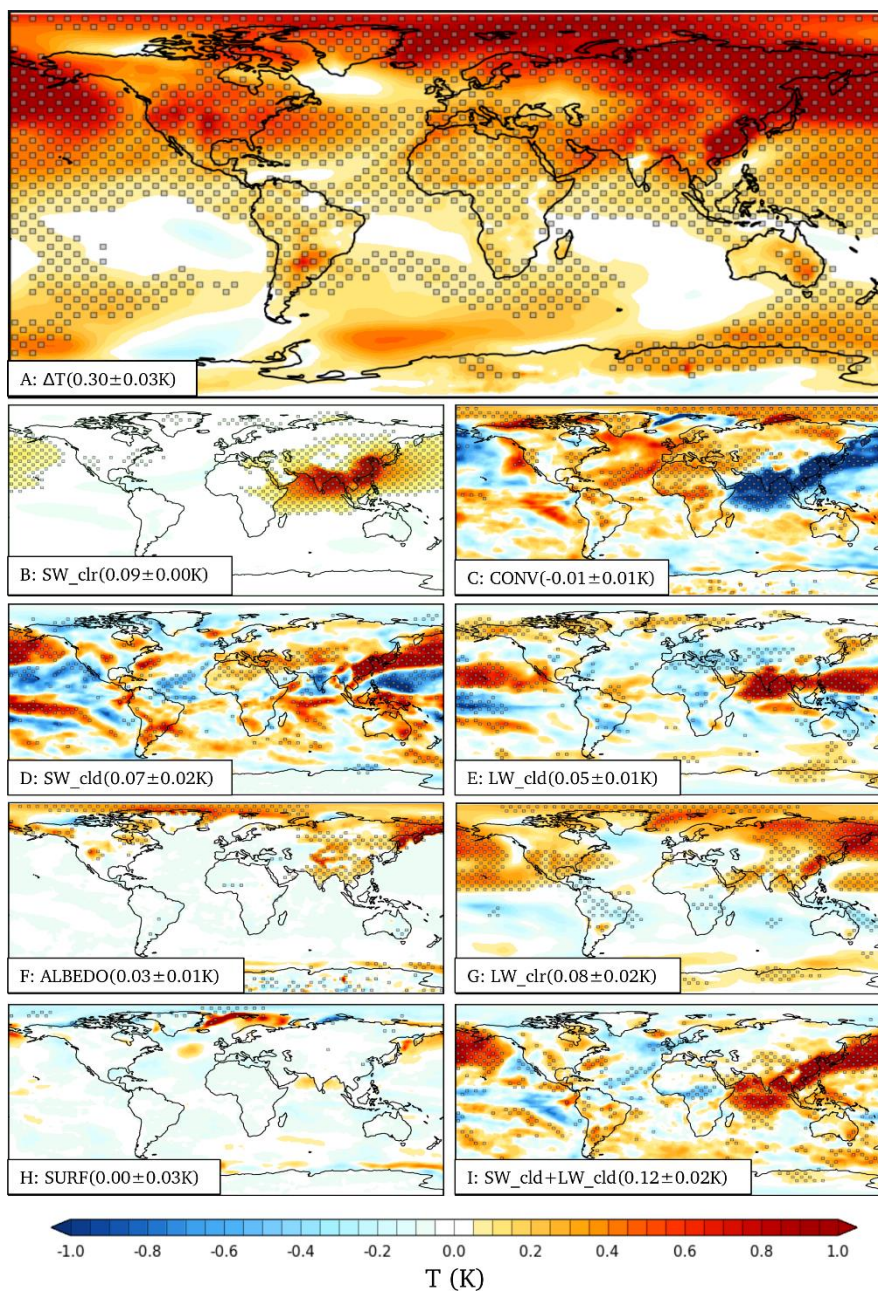 A: ΔT(0.30±0.03K)
B: SW_clr(0.09±0.00K)
C: CONV(-0.01±0.01K)
D: SW_cld(0.07±0.02K)
E: LW_cld(0.05±0.01K)
F: ALBEDO(0.03±0.01K)
G: LW_clr(0.08±0.02K)
H: SURF(0.00±0.03K)
I: SW_cld+LW_cld(0.12±0.02K)
-1.0 -0.8 -0.6 -0.4 -0.2 0.0 0.2 0.4 0.6 0.8 1.0
T (K)